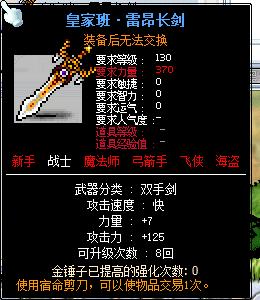 皇家班·雷昂长剑
装备后无法交换
要求等级: 130
要求力量: 370
要求触捷: 0
要求智力: 0
要求运气: 0
要求人气度: -
道具等级: -
道具经验值: -
新手 战士 魔法师 弓箭手 飞侠 海盗
武器分类 : 双手剑
攻击速度 : 快
力量 : +7
攻击力 : +125
可升级次数 : 8回
金锤子已提高的强化次数: 0
使用宿命剪刀，可以使物品交易1次。